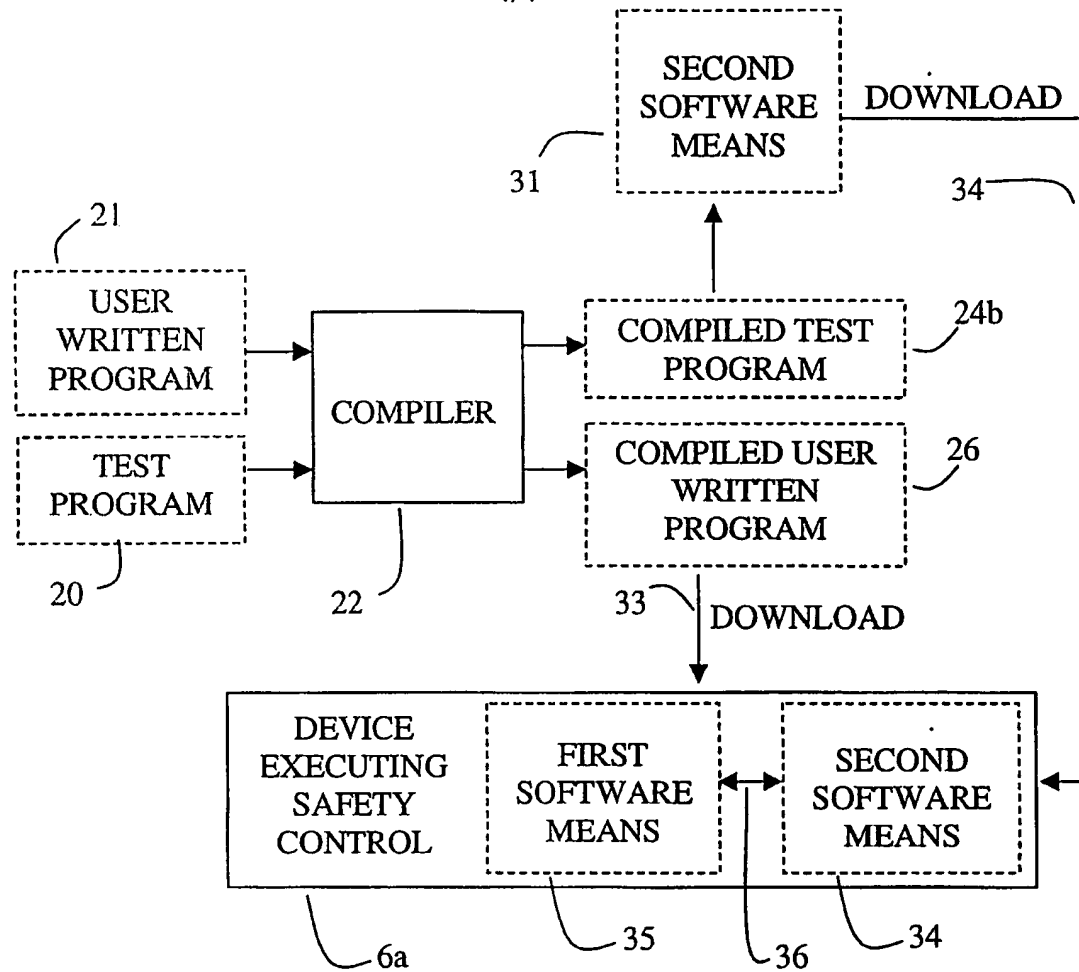 SECOND
SOFTWARE
MEANS
DOWNLOAD
31
34
21
USER
WRITTEN
PROGRAM
COMPILER
COMPILED TEST
PROGRAM
24b
TEST
PROGRAM
COMPILED USER
WRITTEN
PROGRAM
26
20
22
33
DOWNLOAD
DEVICE
EXECUTING
SAFETY
CONTROL
FIRST
SOFTWARE
MEANS
SECOND
SOFTWARE
MEANS
6a
35
36
34